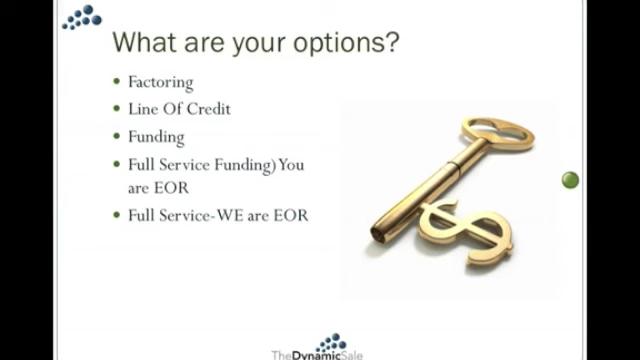 What are your options?
Factoring
Line Of Credit
Funding
Full Service Funding)You
are EOR
Full Service-WE are EOR
TheDynamicSale